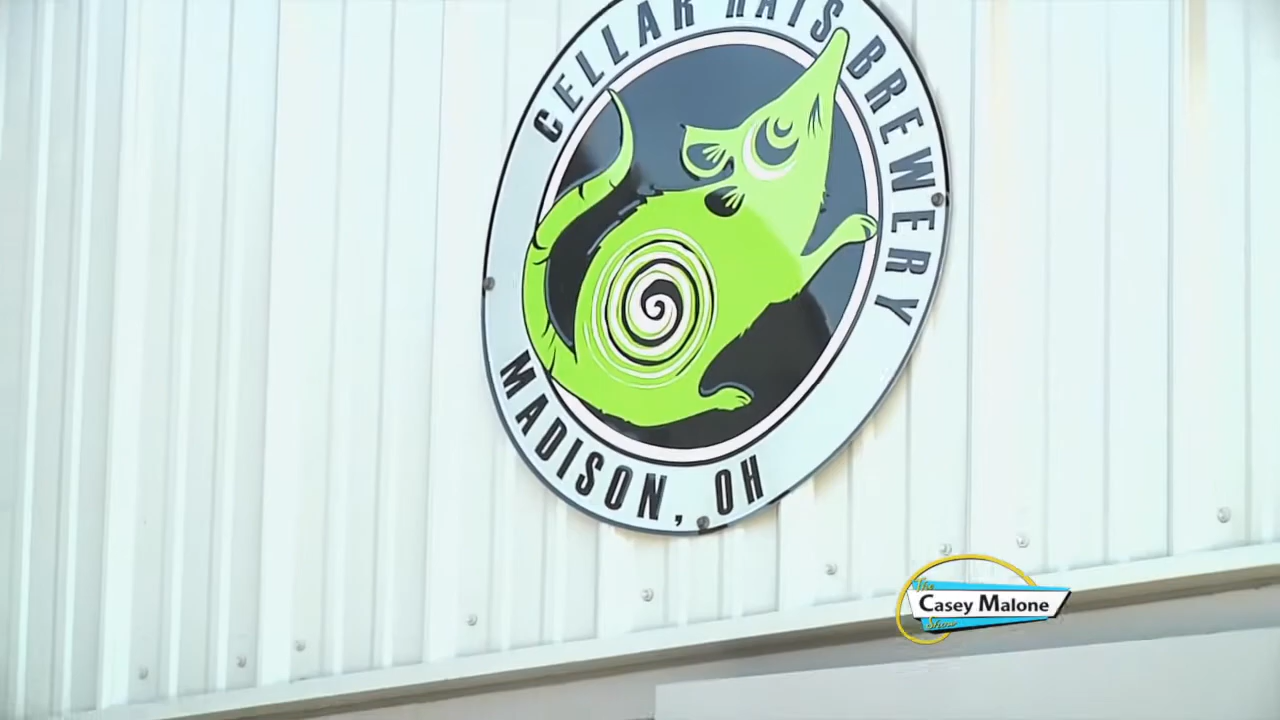 CELLAR RATS BREWERY
MADISON, OH
The
Casey Malone
Show